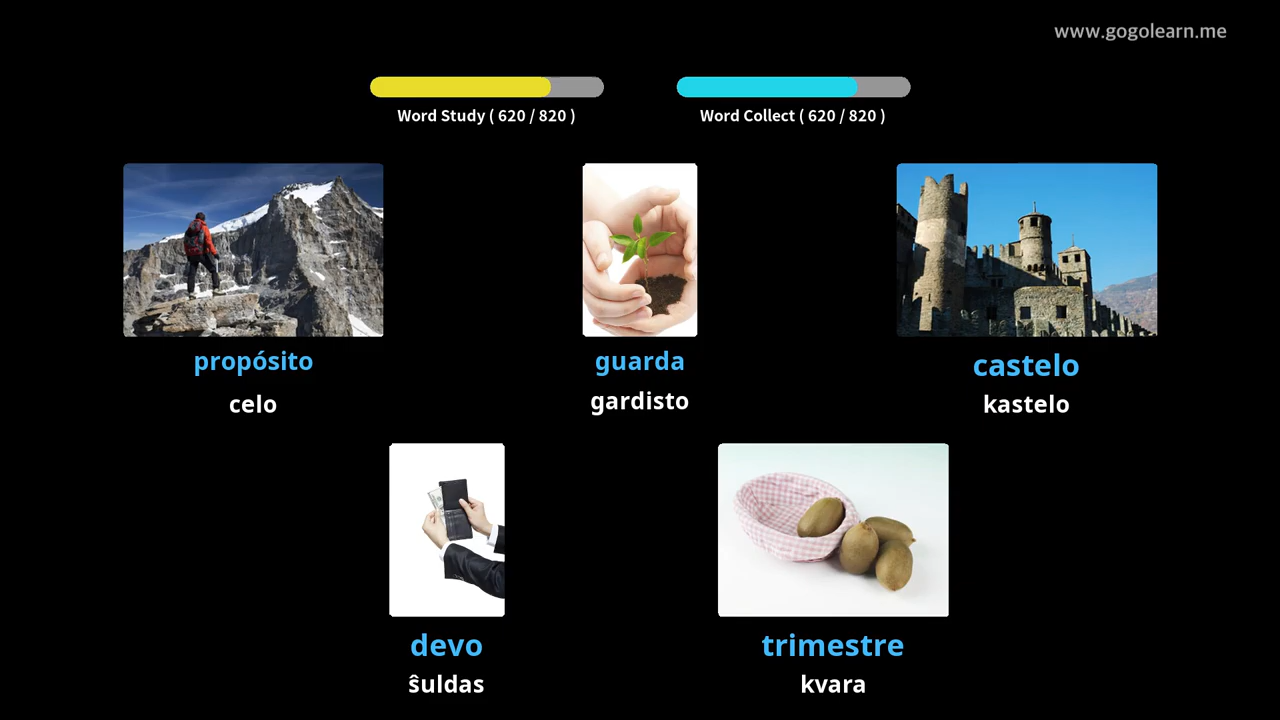 www.gogolearn.me
Word Study ( 620 / 820 )
Word Collect ( 620 / 820 )
propósito
guarda
castelo
celo
gardisto
kastelo
devo
trimestre
ŝuldas
kvara